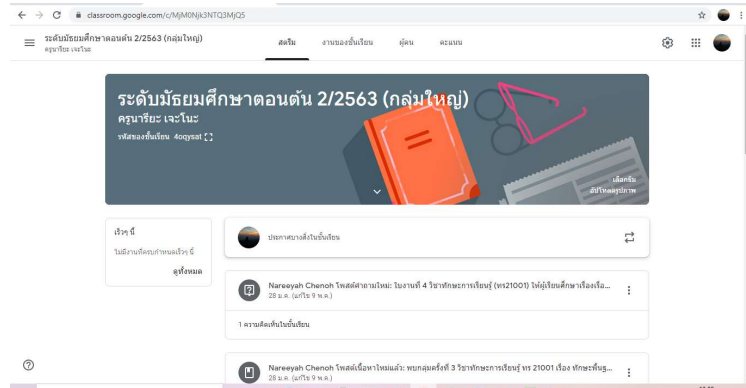 classroom.google.com/c/MjM0Njk3NTQ3MjQ5
ระดับมัธยมศึกษาตอนต้น 2/2563 (กลุ่มใหญ่)
ครูนารียะ เจะโนะ
สตรีม งานของชั้นเรียน ผู้คน คะแนน
ระดับมัธยมศึกษาตอนต้น 2/2563 (กลุ่มใหญ่)
ครูนารียะ เจะโนะ
รหัสของชั้นเรียน 4oqysat
เลือกธีม
อัปโหลดรูปภาพ
เร็วๆ นี้
ไม่มีงานที่ครบกำหนดเร็วๆ นี้
ดูทั้งหมด
ประกาศบางสิ่งในชั้นเรียน
Nareeyah Chenoh โพสต์คำถามใหม่: ใบงานที่ 4 วิชาทักษะการเรียนรู้ (ทร21001) ให้ผู้เรียนศึกษาเรื่องเรื่อ...
28 ม.ค. (แก้ไข 9 พ.ค.)
1 ความคิดเห็นในชั้นเรียน
Nareeyah Chenoh โพสต์เนื้อหาใหม่แล้ว: พบกลุ่มครั้งที่ 3 วิชาทักษะการเรียนรู้ ทร 21001 เรื่อง ทักษะพื้นฐ...
28 ม.ค. (แก้ไข 9 พ.ค.)